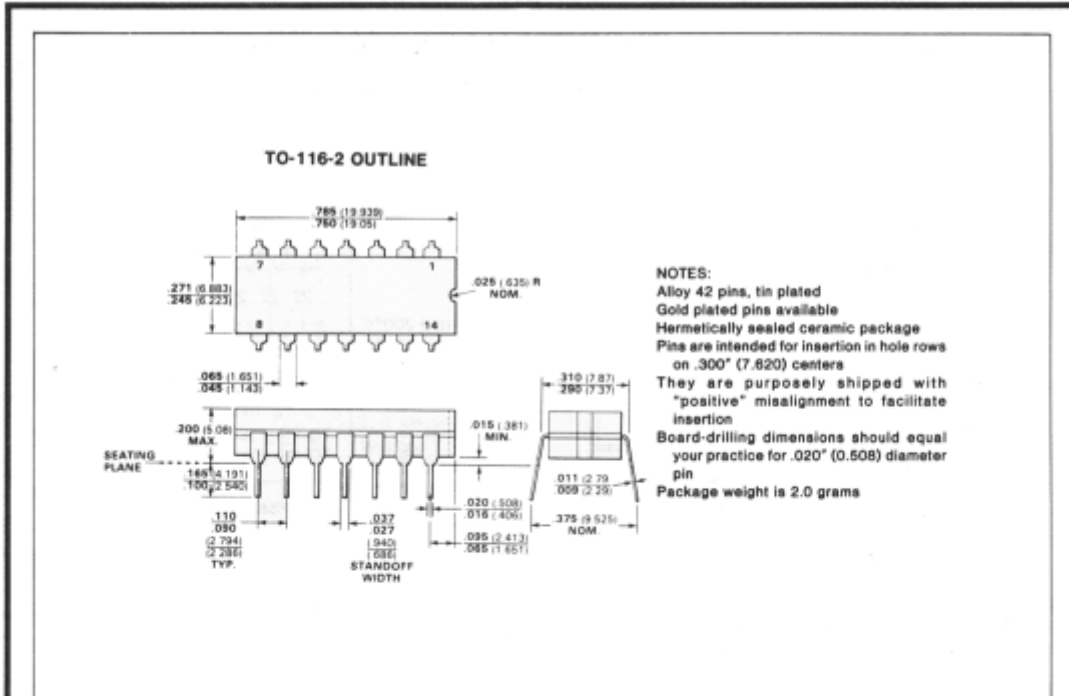 TO-116-2 OUTLINE
.785 (19.939)
.750 (19.05)
7
1
.271 (6.883)
.245 (6.223)
.025 (.635) R
NOM.
8
14
.065 (1.651)
.045 (1.143)
.200 (5.08)
MAX.
SEATING
PLANE
.165 (4.191)
.100 (2.540)
.015 (.381)
MIN.
.110
.090
(2.794)
(2.286)
TYP.
.037
.027
(.940)
(.686)
STANDOFF
WIDTH
.020 (.508)
.016 (.406)
.095 (2.413)
.065 (1.651)
.310 (7.87)
.290 (7.37)
.011 (2.79
.009 (2.29)
.375 (9.525)
NOM.
NOTES:
Alloy 42 pins, tin plated
Gold plated pins available
Hermetically sealed ceramic package
Pins are intended for insertion in hole rows
on .300" (7.620) centers
They are purposely shipped with
"positive" misalignment to facilitate
insertion
Board-drilling dimensions should equal
your practice for .020" (0.508) diameter
pin
Package weight is 2.0 grams